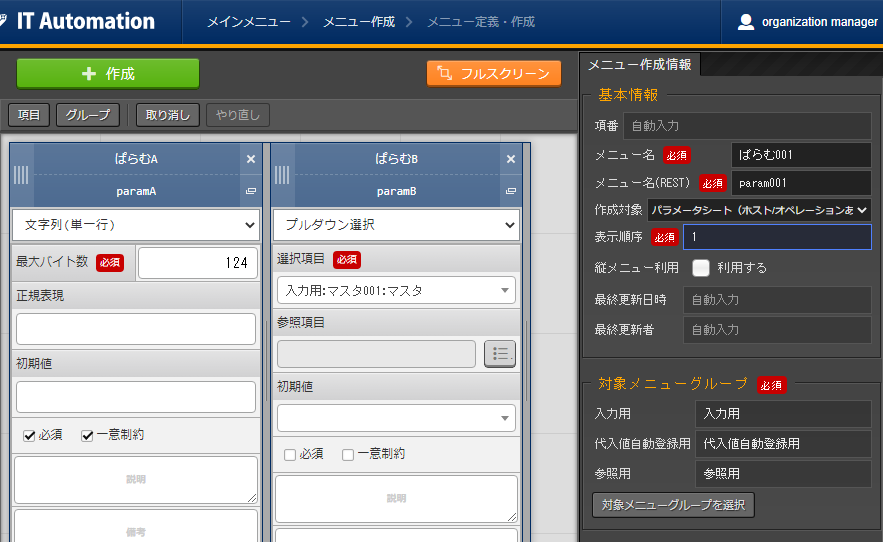 IT Automation
メインメニュー
メニュー作成
メニュー定義・作成
organization manager
作成
フルスクリーン
項目
グループ
取り消し
やり直し
ぱらむA
paramA
文字列(単一行)
最大バイト数 必須 124
正規表現
初期値
必須 一意制約
説明
備考
ぱらむB
paramB
プルダウン選択
選択項目 必須
入力用:マスタ001:マスタ
参照項目
初期値
必須 一意制約
説明
メニュー作成情報
基本情報
項番 自動入力
メニュー名 必須 ぱらむ001
メニュー名(REST) 必須 param001
作成対象 パラメータシート（ホスト/オペレーションあ
表示順序 必須 1
縦メニュー利用 利用する
最終更新日時 自動入力
最終更新者 自動入力
対象メニューグループ 必須
入力用 入力用
代入値自動登録用 代入値自動登録用
参照用 参照用
対象メニューグループを選択